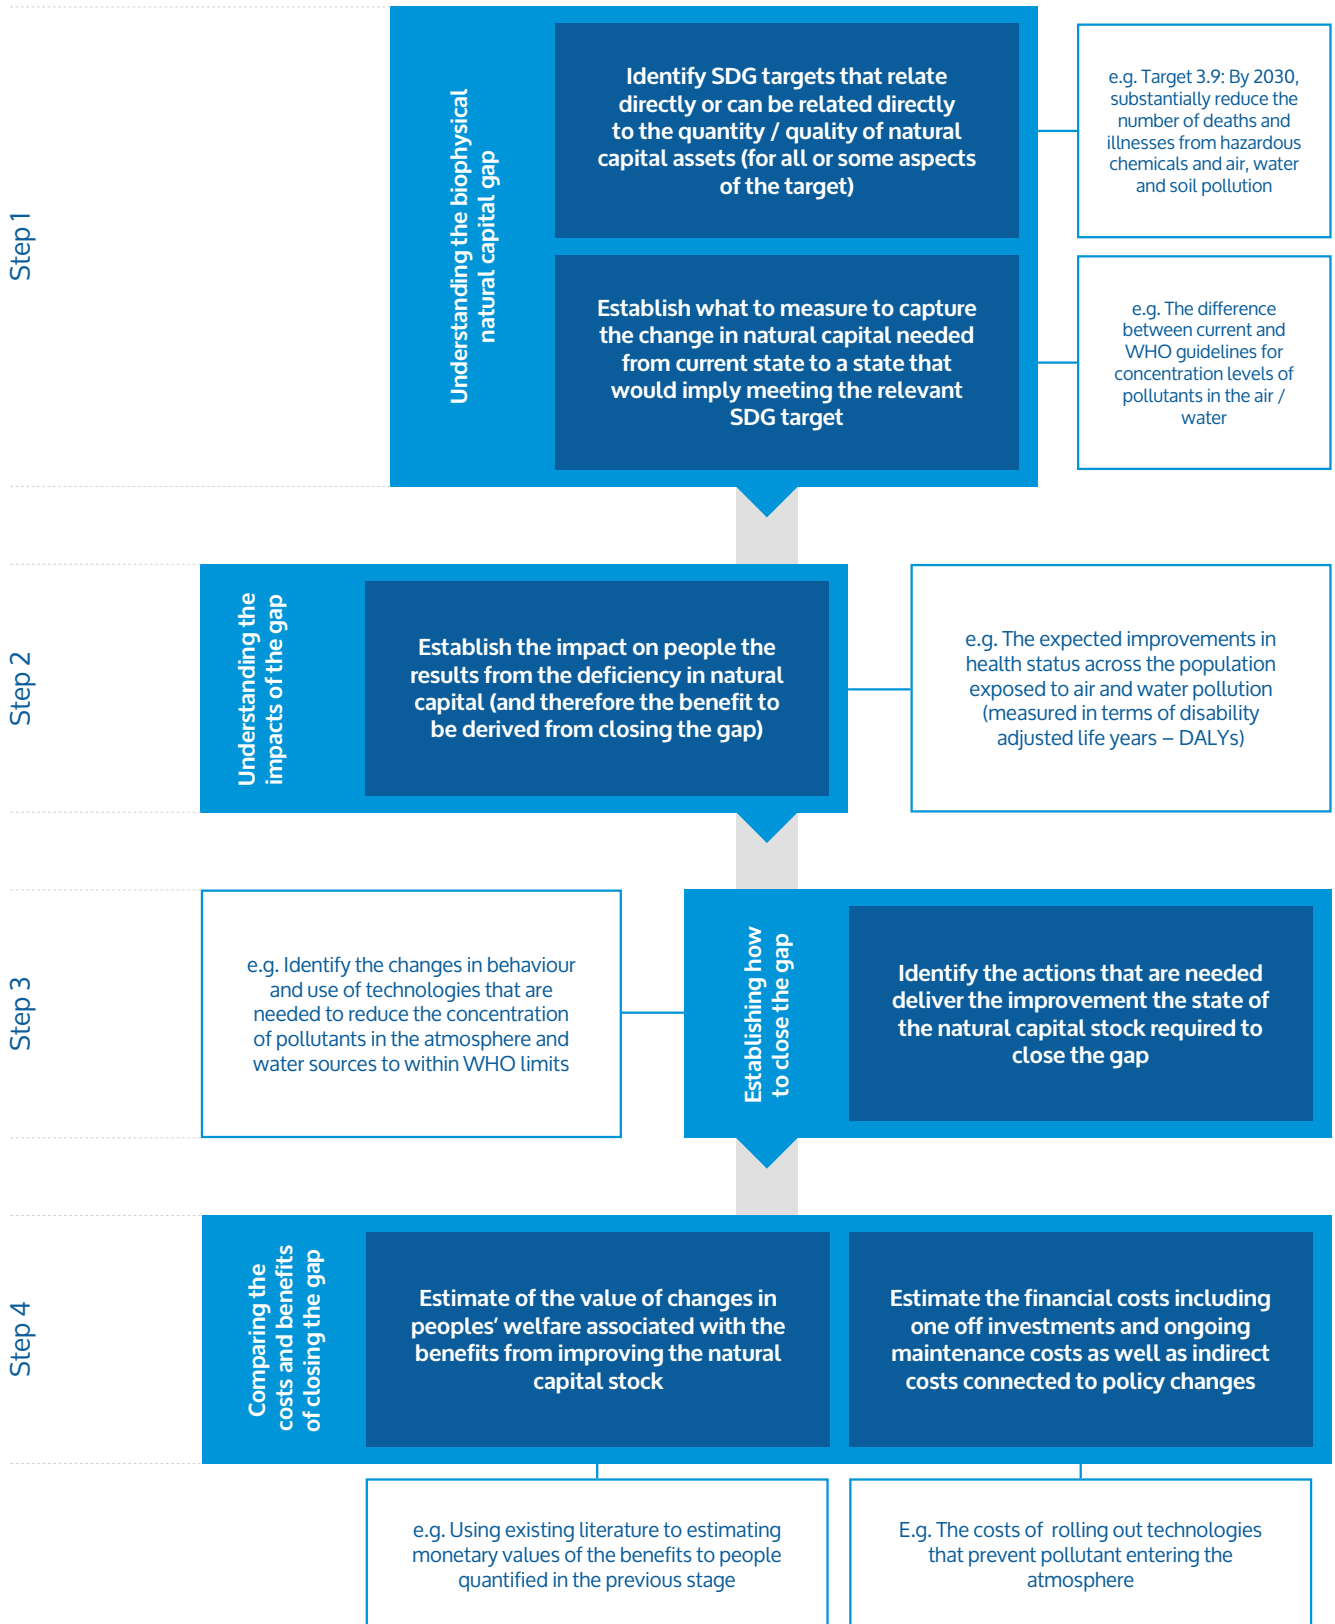 Step 1
Understanding the biophysical
natural capital gap
Identify SDG targets that relate
directly or can be related directly
to the quantity / quality of natural
capital assets (for all or some aspects
of the target)
e.g. Target 3.9: By 2030,
substantially reduce the
number of deaths and
illnesses from hazardous
chemicals and air, water
and soil pollution
Establish what to measure to capture
the change in natural capital needed
from current state to a state that
would imply meeting the relevant
SDG target
e.g. The difference
between current and
WHO guidelines for
concentration levels of
pollutants in the air /
water
Step 2
Understanding the
impacts of the gap
Establish the impact on people the
results from the deficiency in natural
capital (and therefore the benefit to
be derived from closing the gap)
e.g. The expected improvements in
health status across the population
exposed to air and water pollution
(measured in terms of disability
adjusted life years – DALYs)
Step 3
e.g. Identify the changes in behaviour
and use of technologies that are
needed to reduce the concentration
of pollutants in the atmosphere and
water sources to within WHO limits
Establishing how
to close the gap
Identify the actions that are needed
deliver the improvement the state of
the natural capital stock required to
close the gap
Step 4
Comparing the
costs and benefits
of closing the gap
Estimate of the value of changes in
peoples’ welfare associated with the
benefits from improving the natural
capital stock
Estimate the financial costs including
one off investments and ongoing
maintenance costs as well as indirect
costs connected to policy changes
e.g. Using existing literature to estimating
monetary values of the benefits to people
quantified in the previous stage
E.g. The costs of rolling out technologies
that prevent pollutant entering the
atmosphere